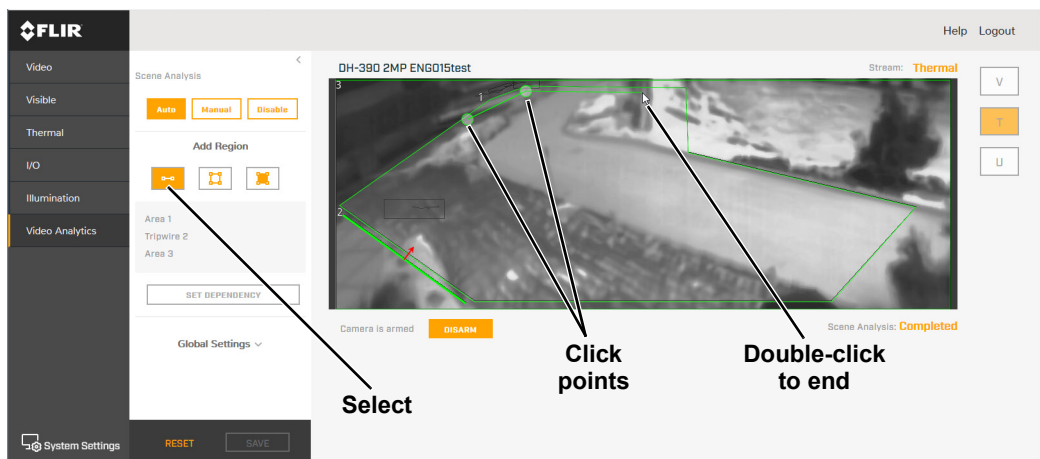 FLIR
Help Logout
Video
Visible
Thermal
I/O
Illumination
Video Analytics
System Settings
Scene Analysis
Auto Manual Disable
Add Region
Area 1
Tripwire 2
Area 3
SET DEPENDENCY
Global Settings
RESET SAVE
DH-390 2MP ENG015test
Stream: Thermal
3
1
2
V
T
U
Camera is armed DISARM
Scene Analysis: Completed
Select
Click
points
Double-click
to end